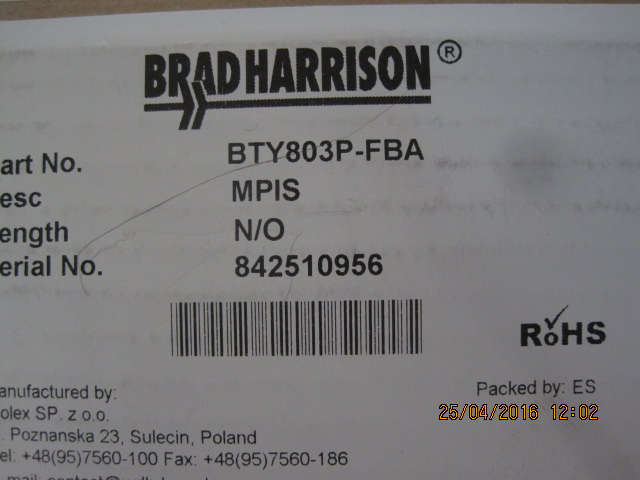 BRAD HARRISON ®
art No. BTY803P-FBA
esc MPIS
ength N/O
erial No. 842510956
RoHS
anufactured by: Packed by: ES
olex SP. z o.o.
25/04/2016 12:02
. Poznanska 23, Sulecin, Poland
el: +48(95)7560-100 Fax: +48(95)7560-186